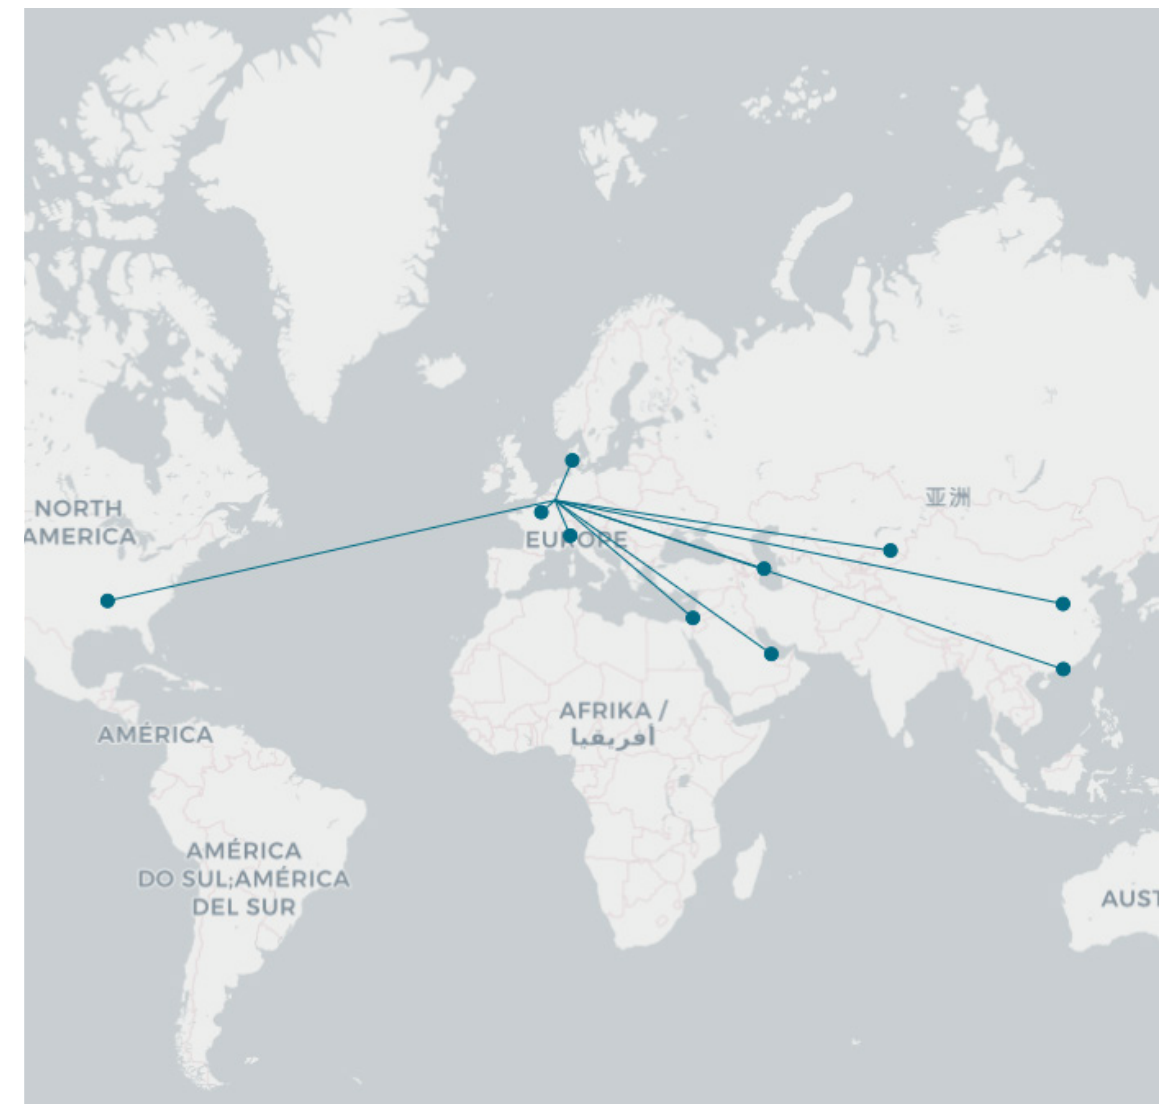 NORTH
AMERICA
亚洲
EUROPE
AFRIKA /
أفريقيا
AMÉRICA
AMÉRICA
DO SUL;AMÉRICA
DEL SUR
AUST